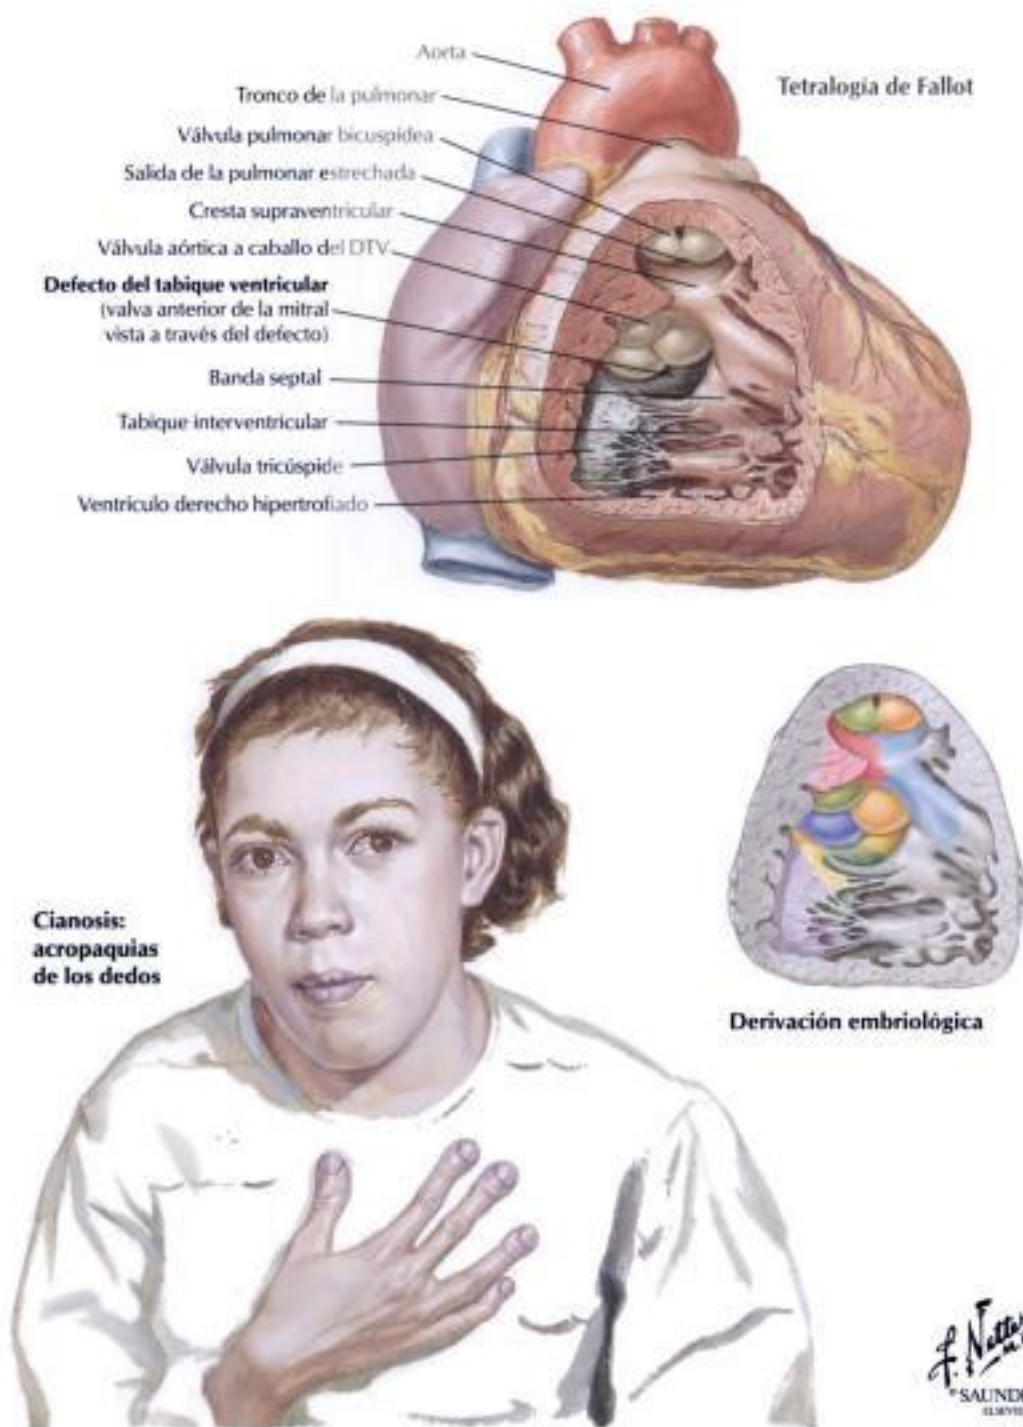 Aorta
Tetralogía de Fallot
Tronco de la pulmonar
Válvula pulmonar bicuspídea
Salida de la pulmonar estrechada
Cresta supraventricular
Válvula aórtica a caballo del DTV
Defecto del tabique ventricular
(valva anterior de la mitral
vista a través del defecto)
Banda septal
Tabique interventricular
Válvula tricúspide
Ventrículo derecho hipertrofiado
Cianosis:
acropaquias
de los dedos
Derivación embriológica
F. Netter